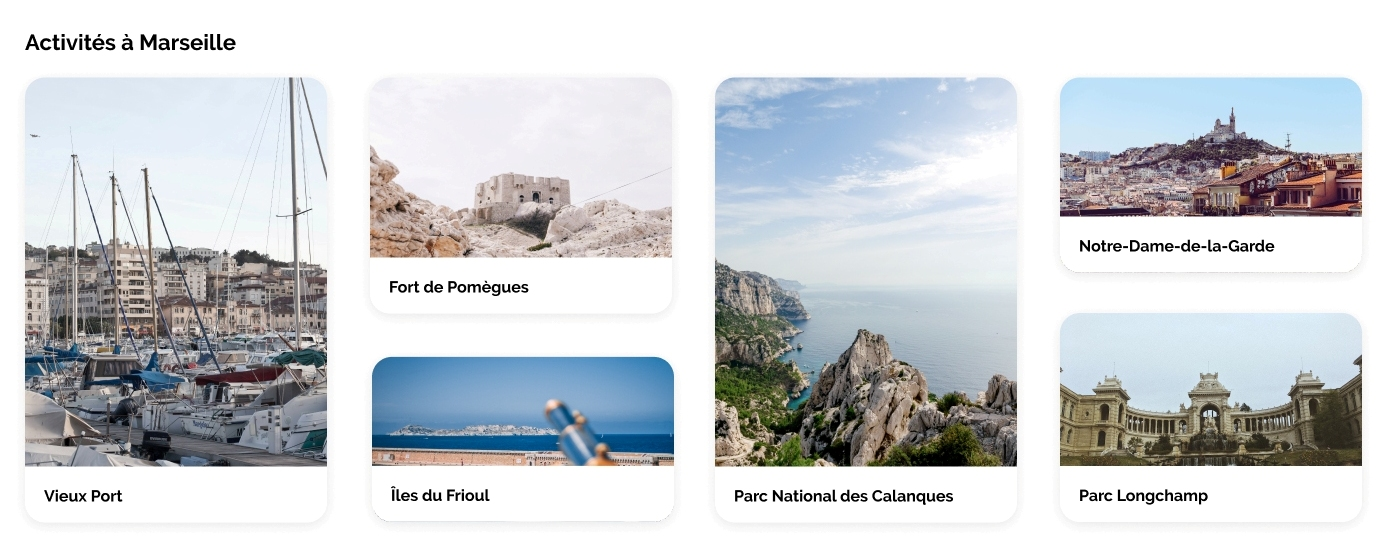 Activités à Marseille
Vieux Port
Fort de Pomègues
Îles du Frioul
Parc National des Calanques
Notre-Dame-de-la-Garde
Parc Longchamp